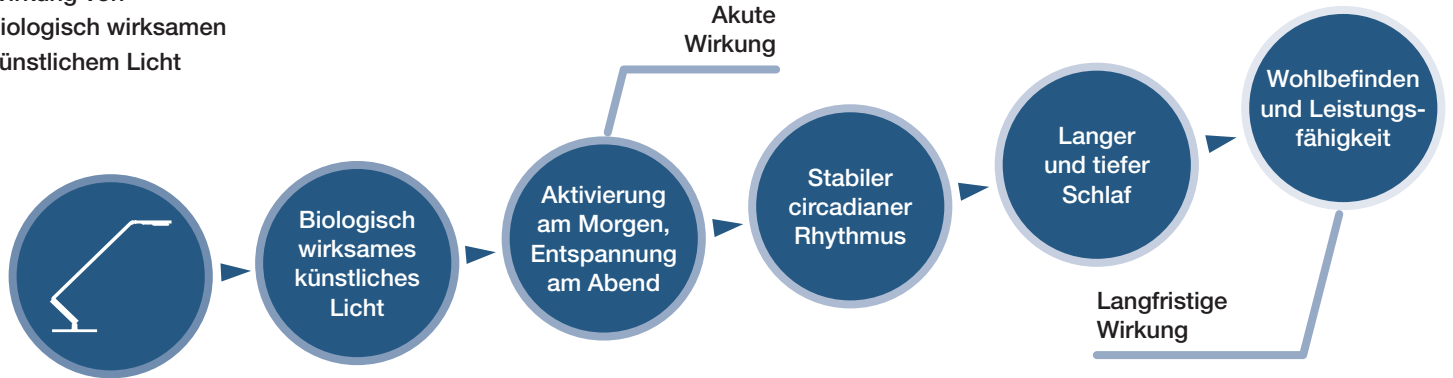 iologisch wirksamen
ünstlichem Licht
Akute
Wirkung
Biologisch
wirksames
künstliches
Licht
Aktivierung
am Morgen,
Entspannung
am Abend
Stabiler
circadianer
Rhythmus
Langer
und tiefer
Schlaf
Wohlbefinden
und Leistungs-
fähigkeit
Langfristige
Wirkung